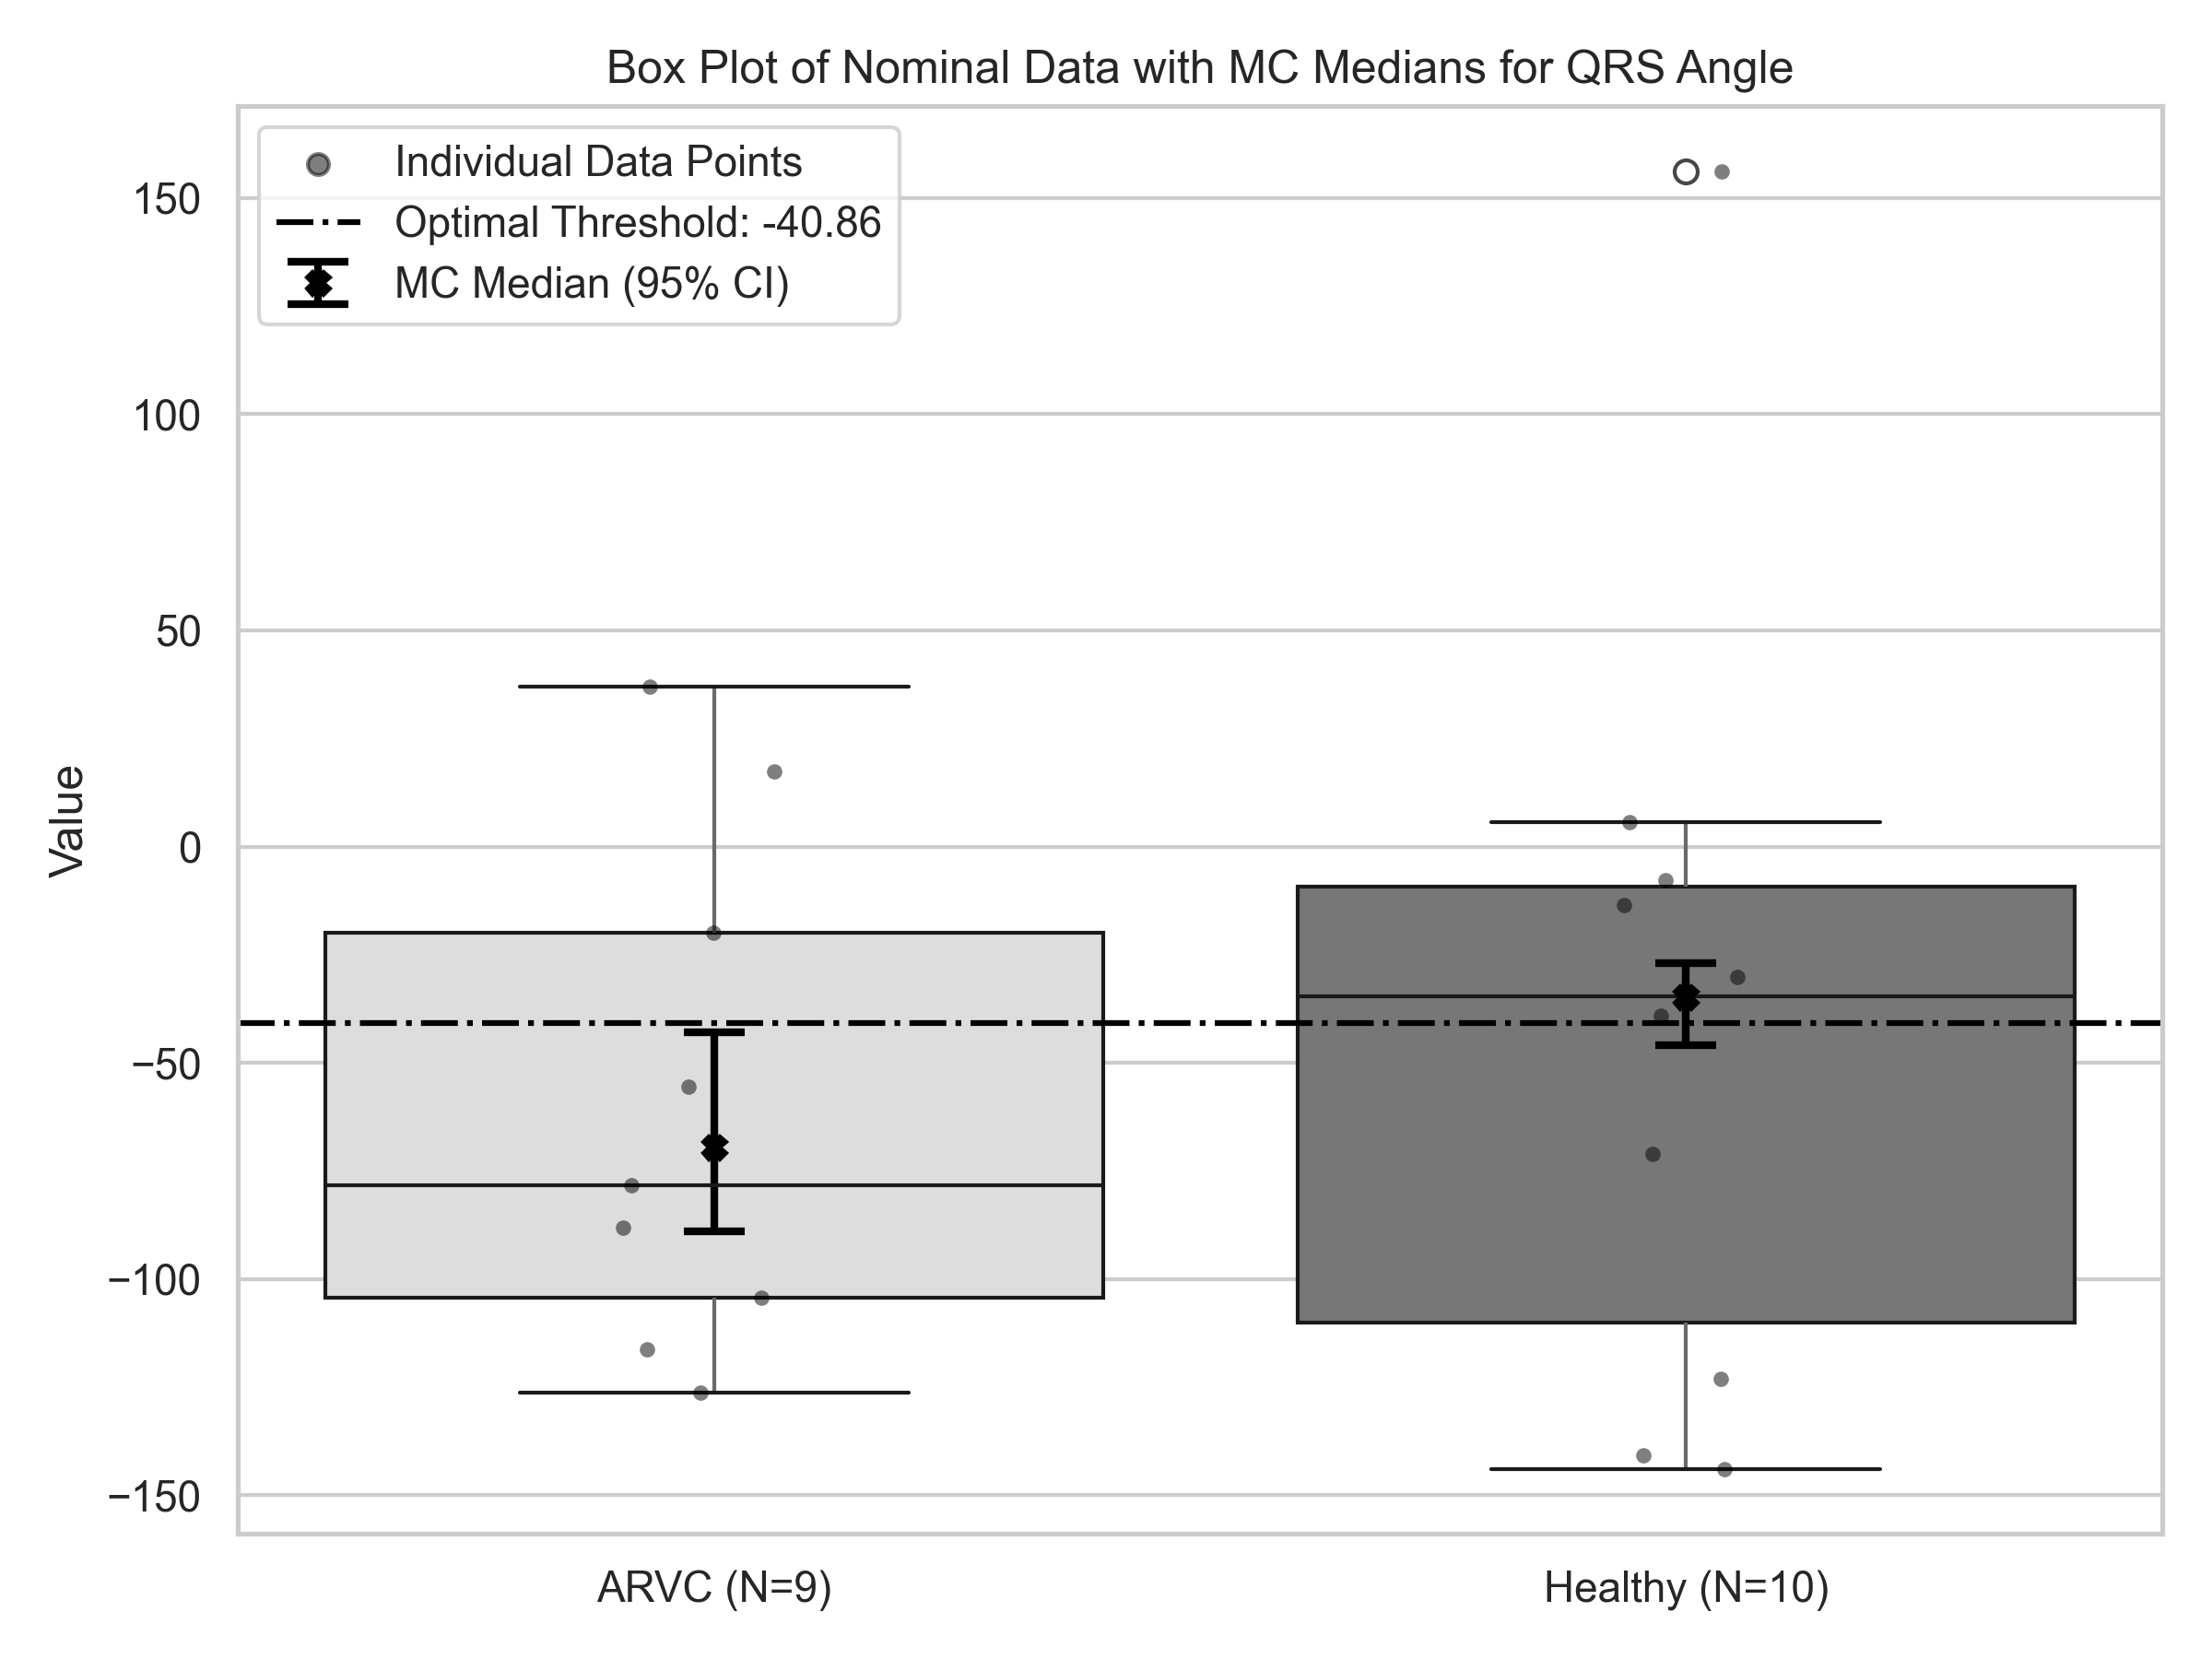 Box Plot of Nominal Data with MC Medians for QRS Angle
Individual Data Points
Optimal Threshold: -40.86
MC Median (95% CI)
150
100
50
0
−50
−100
−150
Value
ARVC (N=9)
Healthy (N=10)